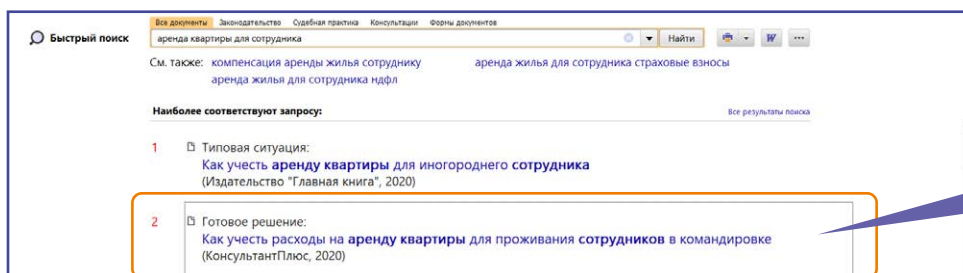 Все документы Законодательство Судебная практика Консультации Формы документов
Быстрый поиск аренда квартиры для сотрудника Найти W ...
См. также: компенсация аренды жилья сотруднику аренда жилья для сотрудника страховые взносы
аренда жилья для сотрудника ндфл
Наиболее соответствуют запросу: Все результаты поиска
1 Типовая ситуация:
Как учесть аренду квартиры для иногороднего сотрудника
(Издательство "Главная книга", 2020)
2 Готовое решение:
Как учесть расходы на аренду квартиры для проживания сотрудников в командировке
(КонсультантПлюс, 2020)